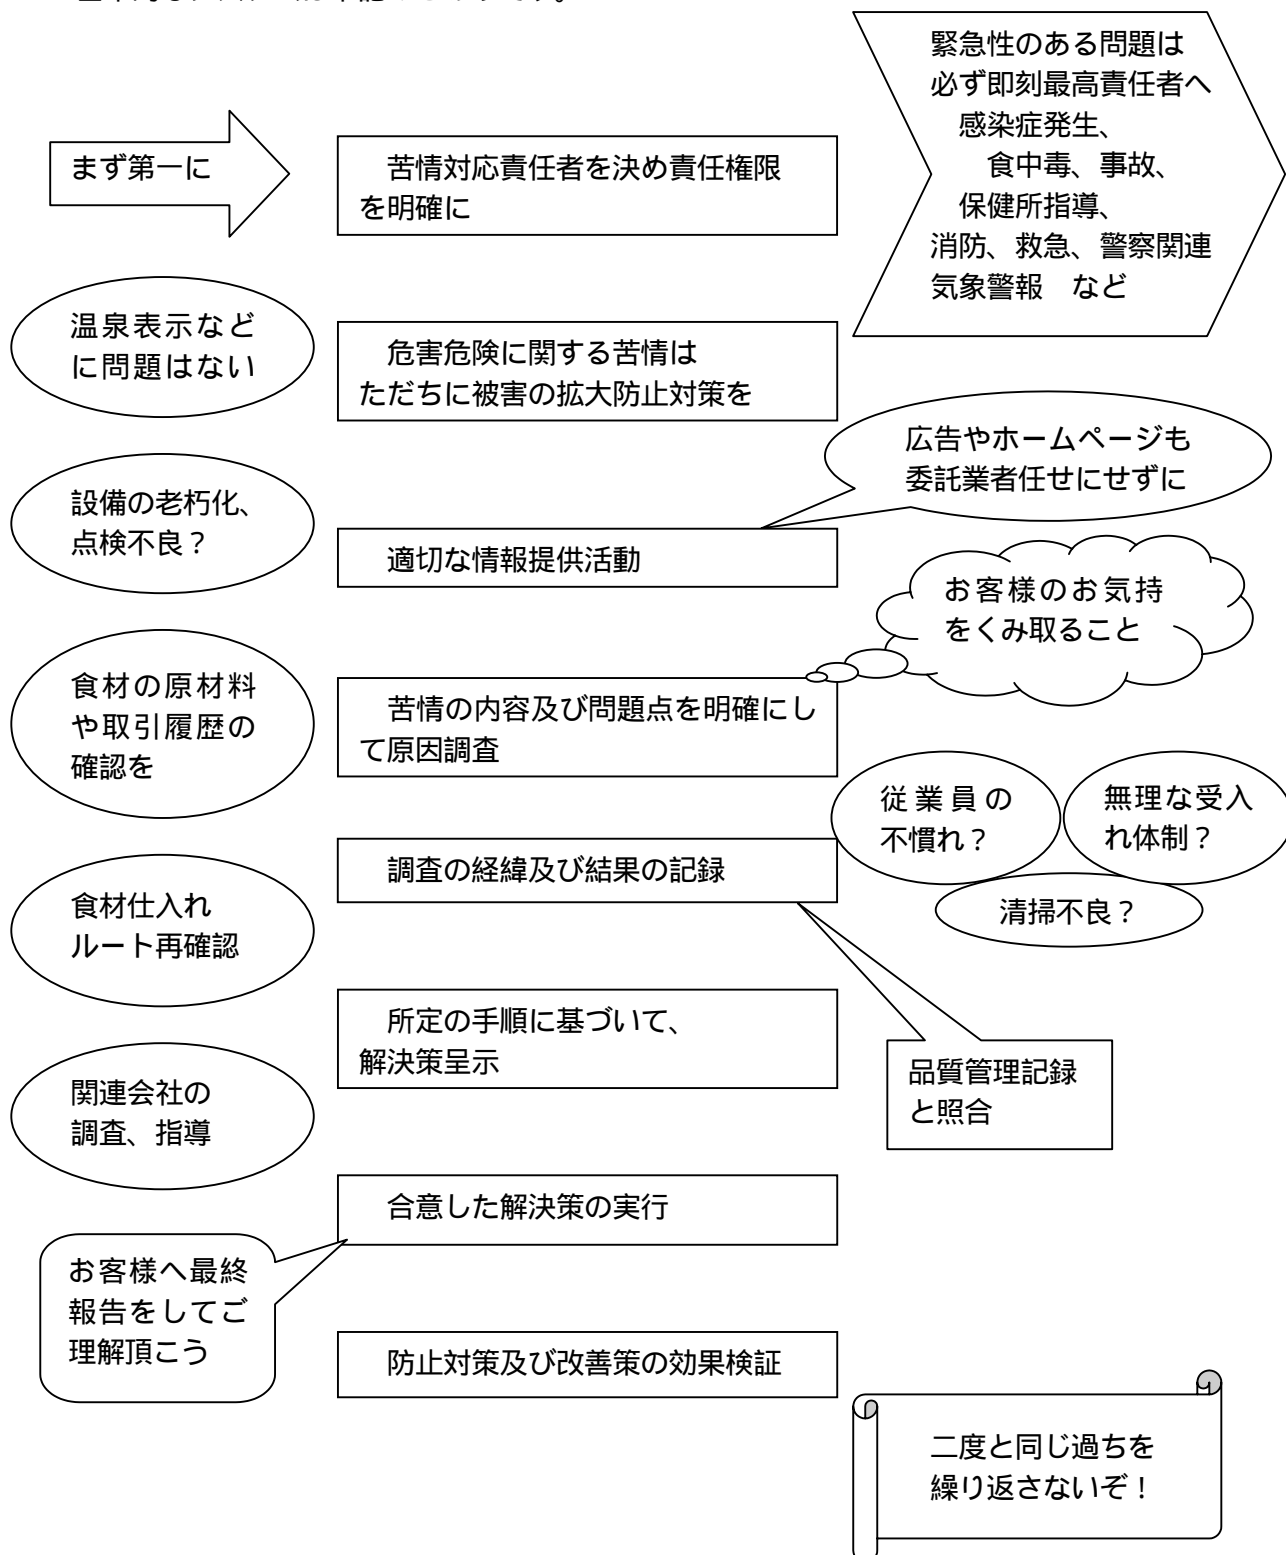 緊急性のある問題は
必ず即刻最高責任者へ
感染症発生、
食中毒、事故、
保健所指導、
消防、救急、警察関連
気象警報　など
まず第一に
苦情対応責任者を決め責任権限
を明確に
温泉表示など
に問題はない
危害危険に関する苦情は
ただちに被害の拡大防止対策を
広告やホームページも
委託業者任せにせずに
設備の老朽化、
点検不良？
適切な情報提供活動
お客様のお気持
をくみ取ること
食材の原材料
や取引履歴の
確認を
苦情の内容及び問題点を明確にし
て原因調査
従業員の
不慣れ？
無理な受入
れ体制？
清掃不良？
調査の経緯及び結果の記録
食材仕入れ
ルート再確認
所定の手順に基づいて、
解決策呈示
品質管理記録
と照合
関連会社の
調査、指導
合意した解決策の実行
お客様へ最終
報告をしてご
理解頂こう
防止対策及び改善策の効果検証
二度と同じ過ちを
繰り返さないぞ！